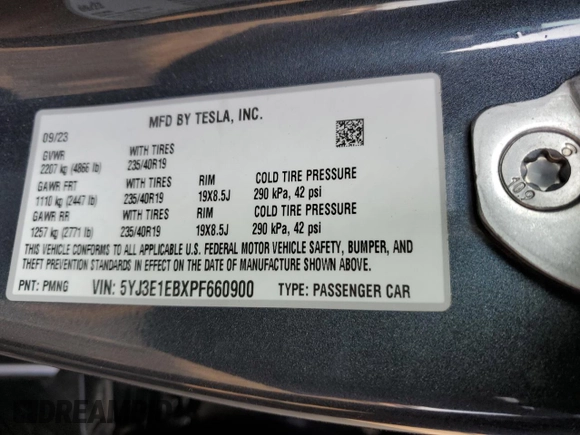 MFD BY TESLA, INC.
09/23
GVWR WITH TIRES
2207 kg (4866 lb) 235/40R19
GAWR FRT WITH TIRES RIM COLD TIRE PRESSURE
1110 kg (2447 lb) 235/40R19 19X8.5J 290 kPa, 42 psi
GAWR RR WITH TIRES RIM COLD TIRE PRESSURE
1257 kg (2771 lb) 235/40R19 19X8.5J 290 kPa, 42 psi
THIS VEHICLE CONFORMS TO ALL APPLICABLE U.S. FEDERAL MOTOR VEHICLE SAFETY, BUMPER, AND
THEFT PREVENTION STANDARDS IN EFFECT ON THE DATE OF MANUFACTURE SHOWN ABOVE.
PNT: PMNG VIN: 5YJ3E1EBXPF660900 TYPE: PASSENGER CAR
109